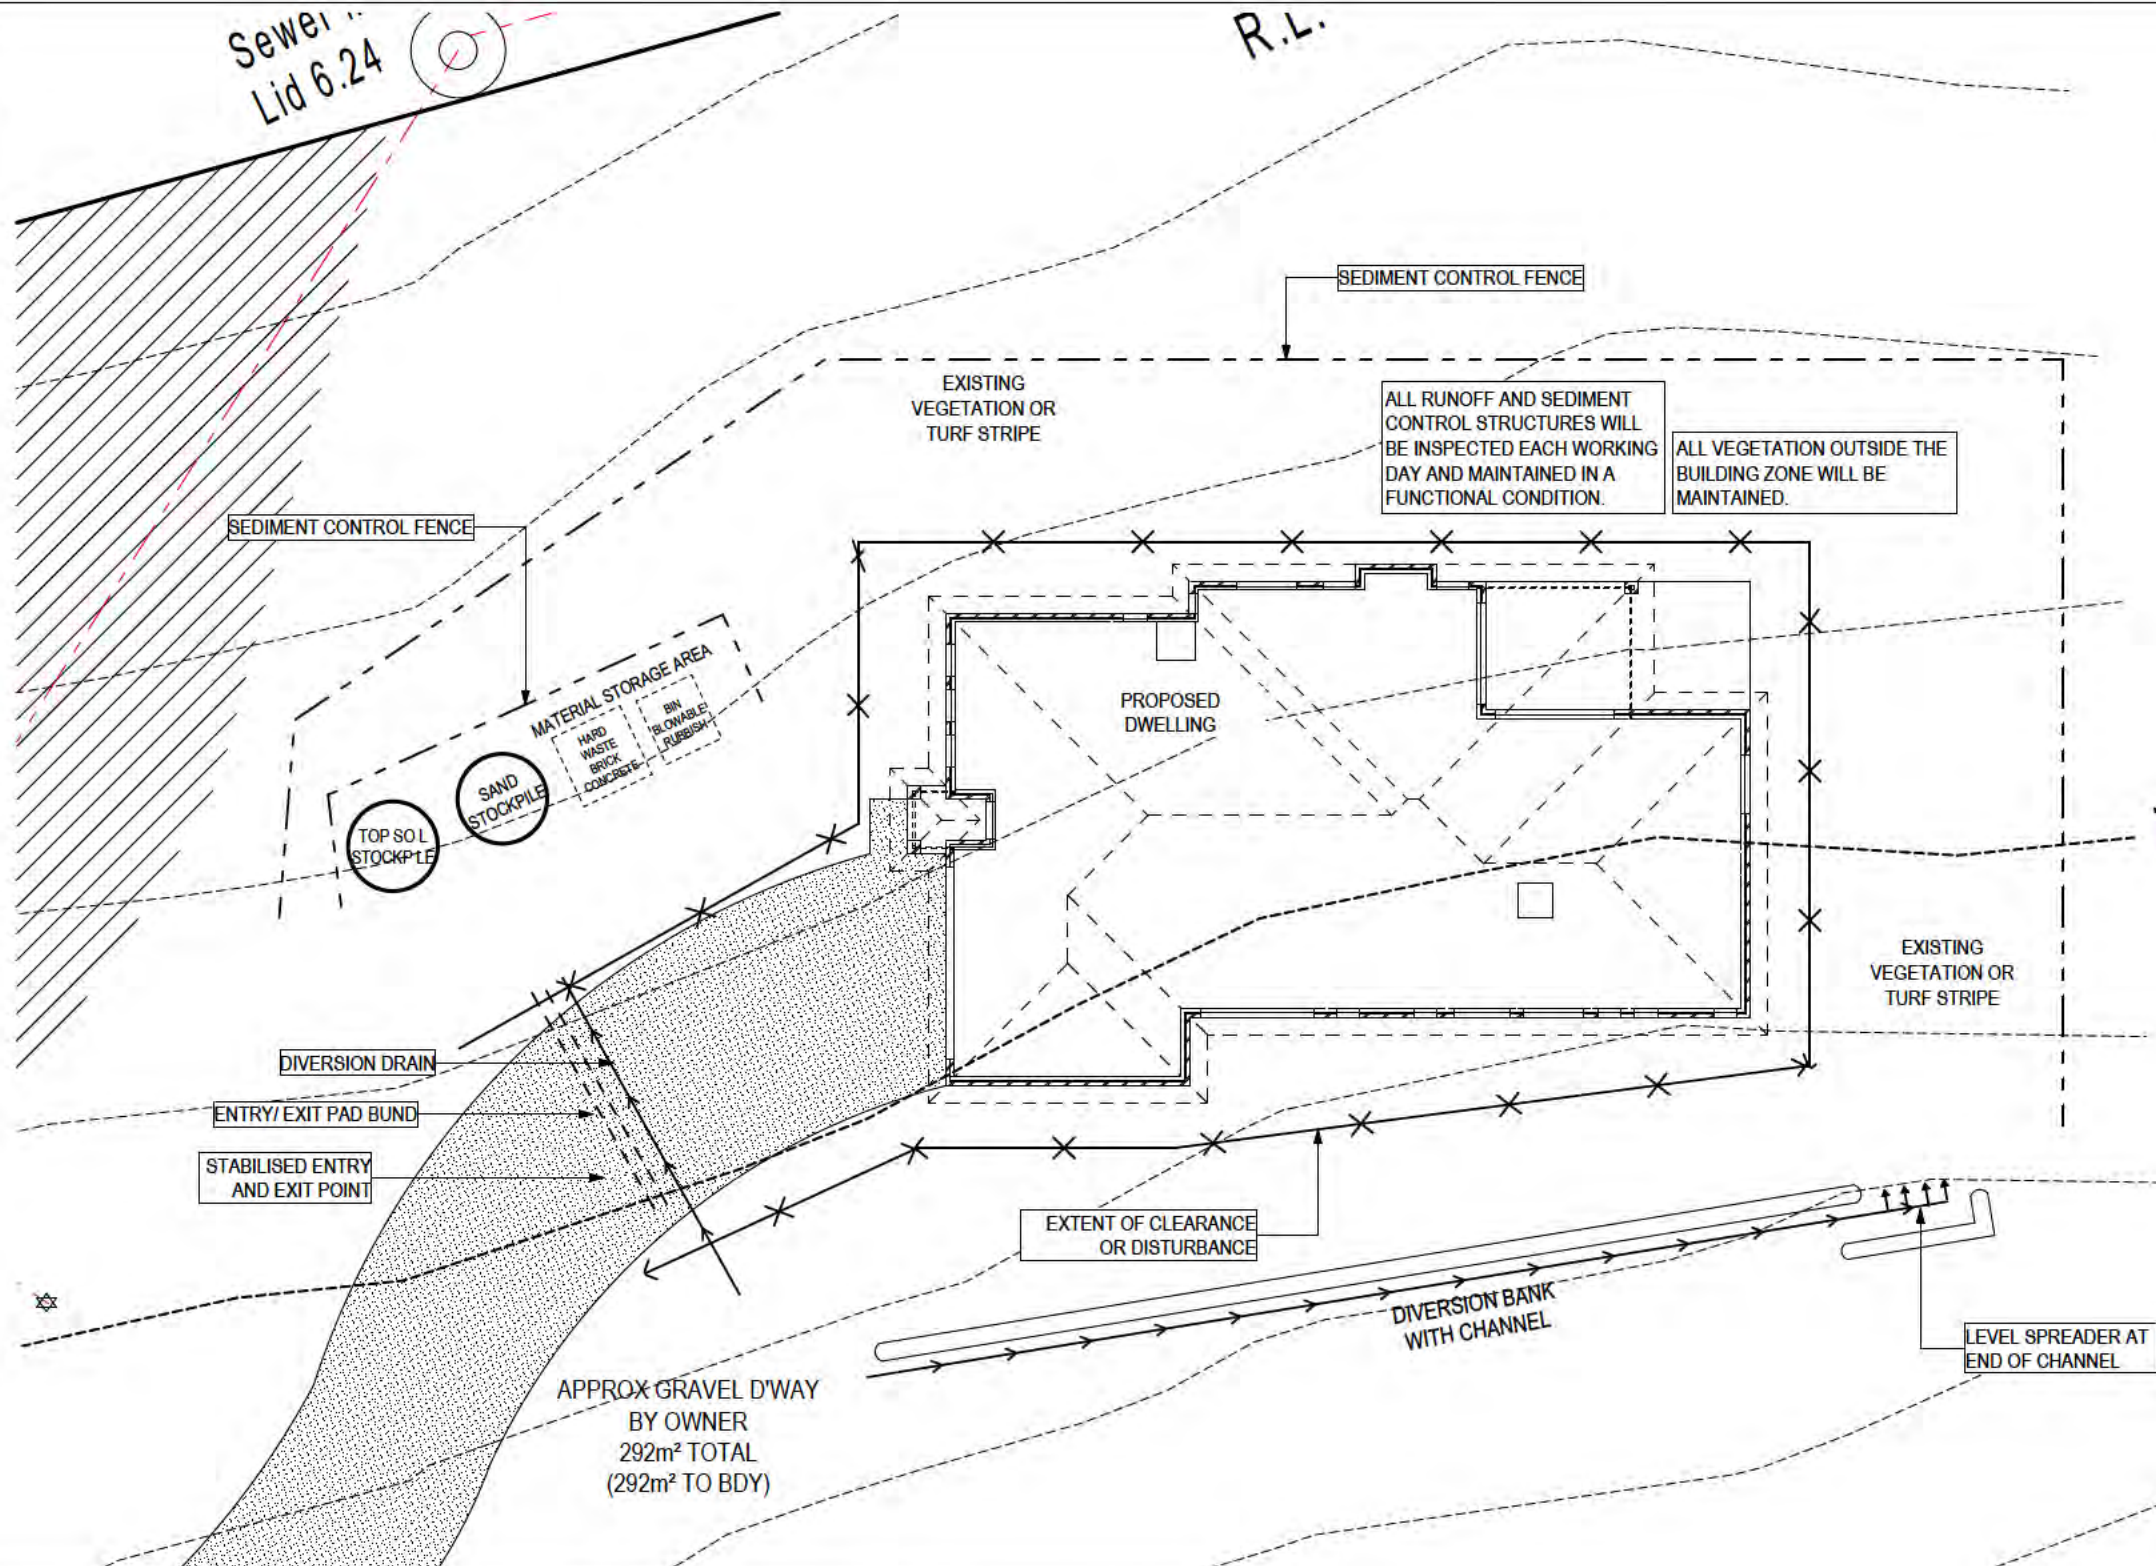 Lid 6.24
R.L.
SEDIMENT CONTROL FENCE
EXISTING
VEGETATION OR
TURF STRIPE
ALL RUNOFF AND SEDIMENT
CONTROL STRUCTURES WILL
BE INSPECTED EACH WORKING
DAY AND MAINTAINED IN A
FUNCTIONAL CONDITION.
ALL VEGETATION OUTSIDE THE
BUILDING ZONE WILL BE
MAINTAINED.
SEDIMENT CONTROL FENCE
MATERIAL STORAGE AREA
BIN
BLOWABLE
RUBBISH
HARD
WASTE
BRICK
CONCRETE
SAND
STOCKPILE
TOP SO L
STOCKP LE
PROPOSED
DWELLING
EXISTING
VEGETATION OR
TURF STRIPE
DIVERSION DRAIN
ENTRY/ EXIT PAD BUND
STABILISED ENTRY
AND EXIT POINT
EXTENT OF CLEARANCE
OR DISTURBANCE
DIVERSION BANK
WITH CHANNEL
LEVEL SPREADER AT
END OF CHANNEL
APPROX GRAVEL D'WAY
BY OWNER
292m² TOTAL
(292m² TO BDY)